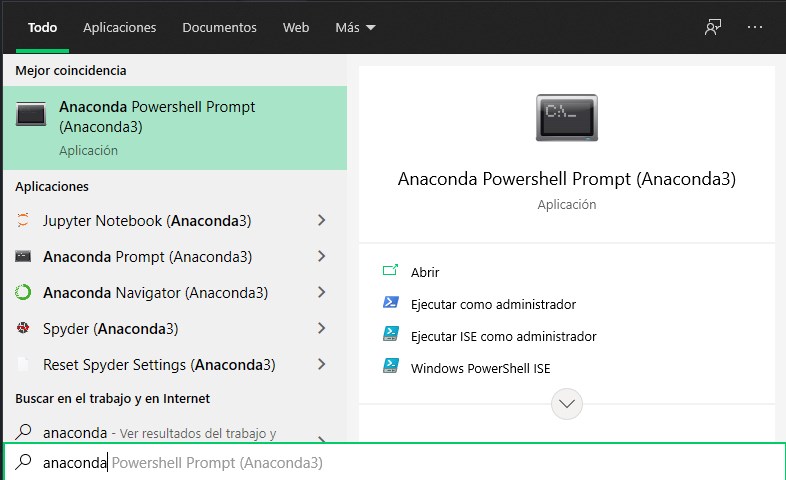 Todo Aplicaciones Documentos Web Más
Mejor coincidencia
Anaconda Powershell Prompt
(Anaconda3)
Aplicación
Aplicaciones
Jupyter Notebook (Anaconda3)
Anaconda Prompt (Anaconda3)
Anaconda Navigator (Anaconda3)
Spyder (Anaconda3)
Reset Spyder Settings (Anaconda3)
Buscar en el trabajo y en Internet
anaconda - Ver resultados del trabajo y
C:\_
Anaconda Powershell Prompt (Anaconda3)
Aplicación
Abrir
Ejecutar como administrador
Ejecutar ISE como administrador
Windows PowerShell ISE
anaconda Powershell Prompt (Anaconda3)